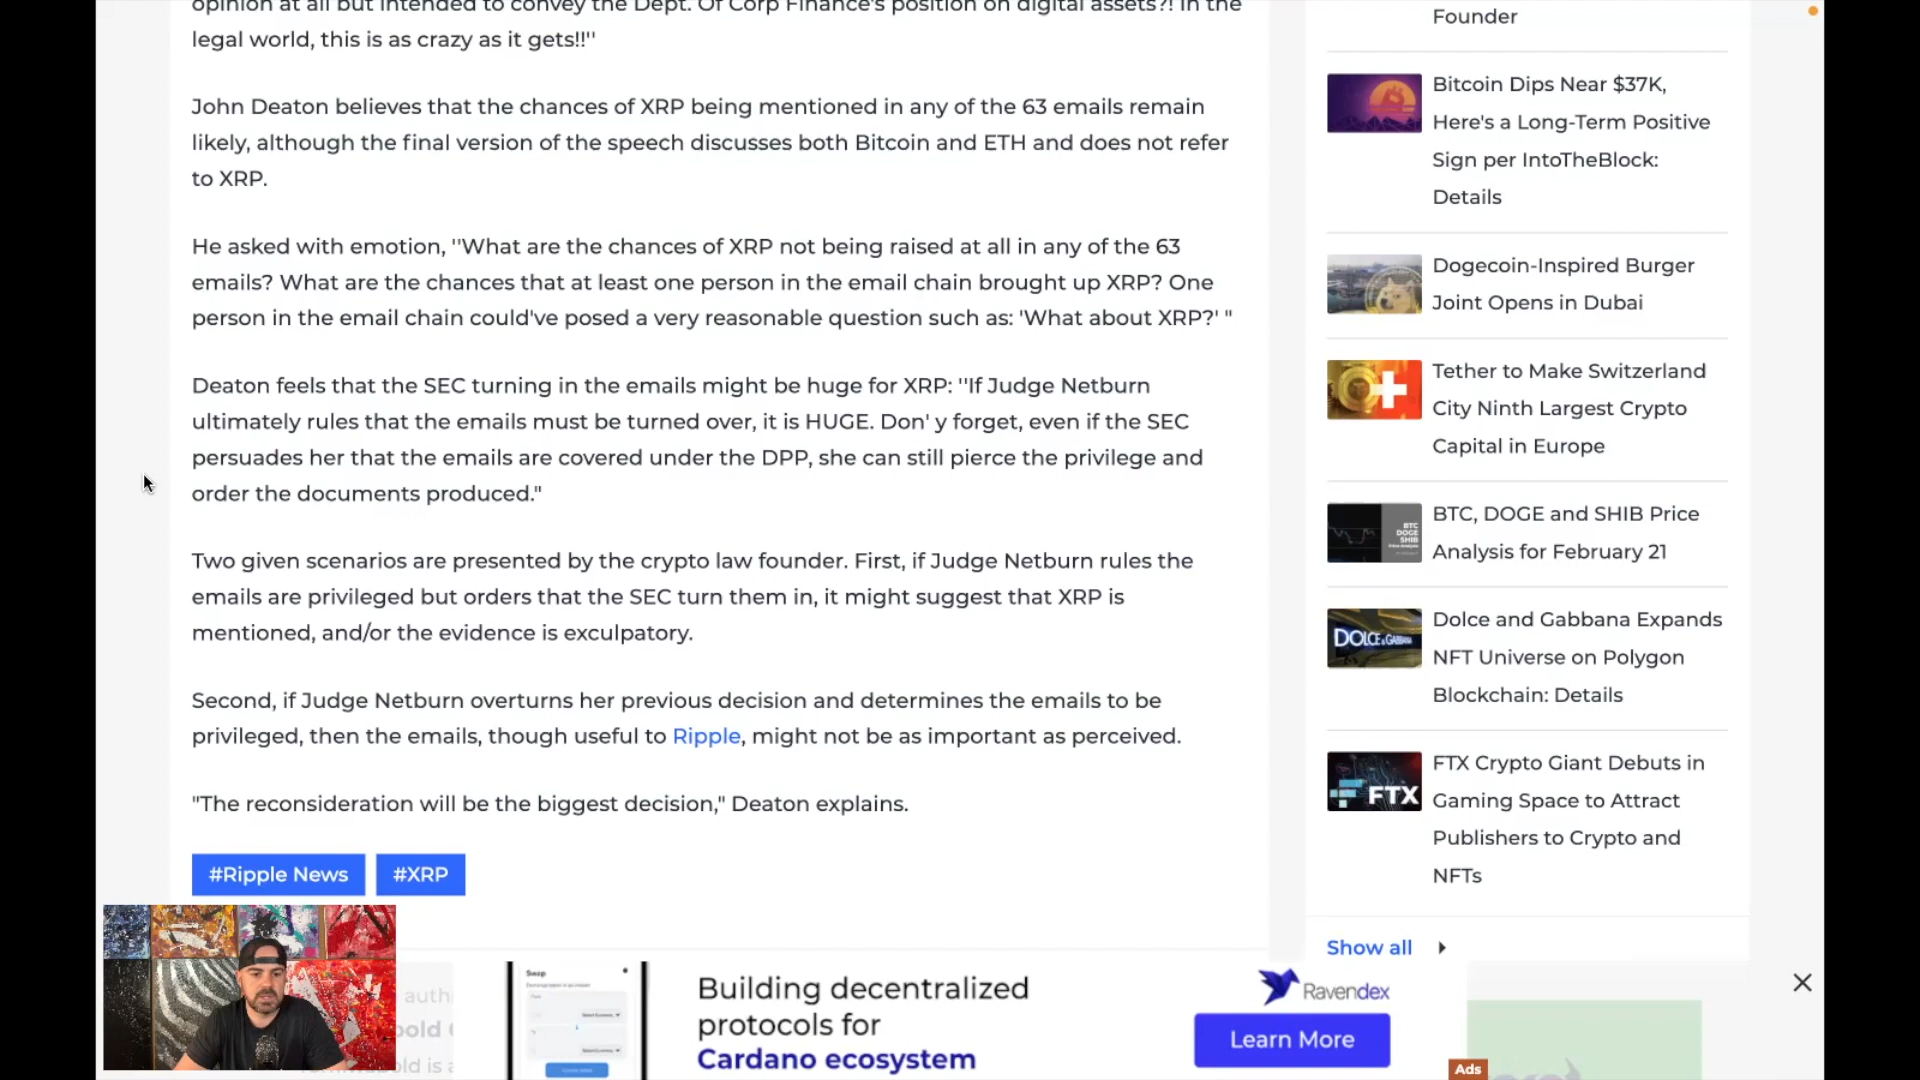 opinion at all but intended to convey the Dept. Of Corp Finance's position on digital assets?! In the
legal world, this is as crazy as it gets!!''
John Deaton believes that the chances of XRP being mentioned in any of the 63 emails remain
likely, although the final version of the speech discusses both Bitcoin and ETH and does not refer
to XRP.
He asked with emotion, ''What are the chances of XRP not being raised at all in any of the 63
emails? What are the chances that at least one person in the email chain brought up XRP? One
person in the email chain could've posed a very reasonable question such as: 'What about XRP?' "
Deaton feels that the SEC turning in the emails might be huge for XRP: ''If Judge Netburn
ultimately rules that the emails must be turned over, it is HUGE. Don' y forget, even if the SEC
persuades her that the emails are covered under the DPP, she can still pierce the privilege and
order the documents produced."
Two given scenarios are presented by the crypto law founder. First, if Judge Netburn rules the
emails are privileged but orders that the SEC turn them in, it might suggest that XRP is
mentioned, and/or the evidence is exculpatory.
Second, if Judge Netburn overturns her previous decision and determines the emails to be
privileged, then the emails, though useful to Ripple, might not be as important as perceived.
"The reconsideration will be the biggest decision," Deaton explains.
#Ripple News #XRP
Founder
Bitcoin Dips Near $37K,
Here's a Long-Term Positive
Sign per IntoTheBlock:
Details
Dogecoin-Inspired Burger
Joint Opens in Dubai
Tether to Make Switzerland
City Ninth Largest Crypto
Capital in Europe
BTC
DOGE
SHIB
BTC, DOGE and SHIB Price
Analysis for February 21
DOLCE & GABBANA
Dolce and Gabbana Expands
NFT Universe on Polygon
Blockchain: Details
FTX
FTX Crypto Giant Debuts in
Gaming Space to Attract
Publishers to Crypto and
NFTs
Show all
Swap
Building decentralized
protocols for
Cardano ecosystem
Ravendex
Learn More
Ads